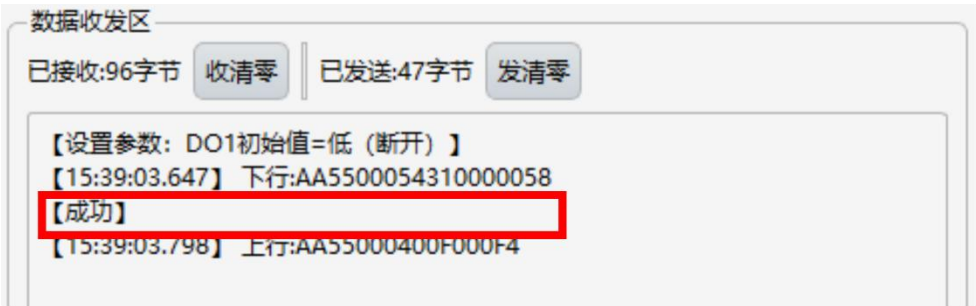 数据收发区
已接收:96字节 收清零 已发送:47字节 发清零
【设置参数：DO1初始值=低（断开）】
【15:39:03.647】 下行:AA5500054310000058
【成功】
【15:39:03.798】 上行:AA55000400F000F4